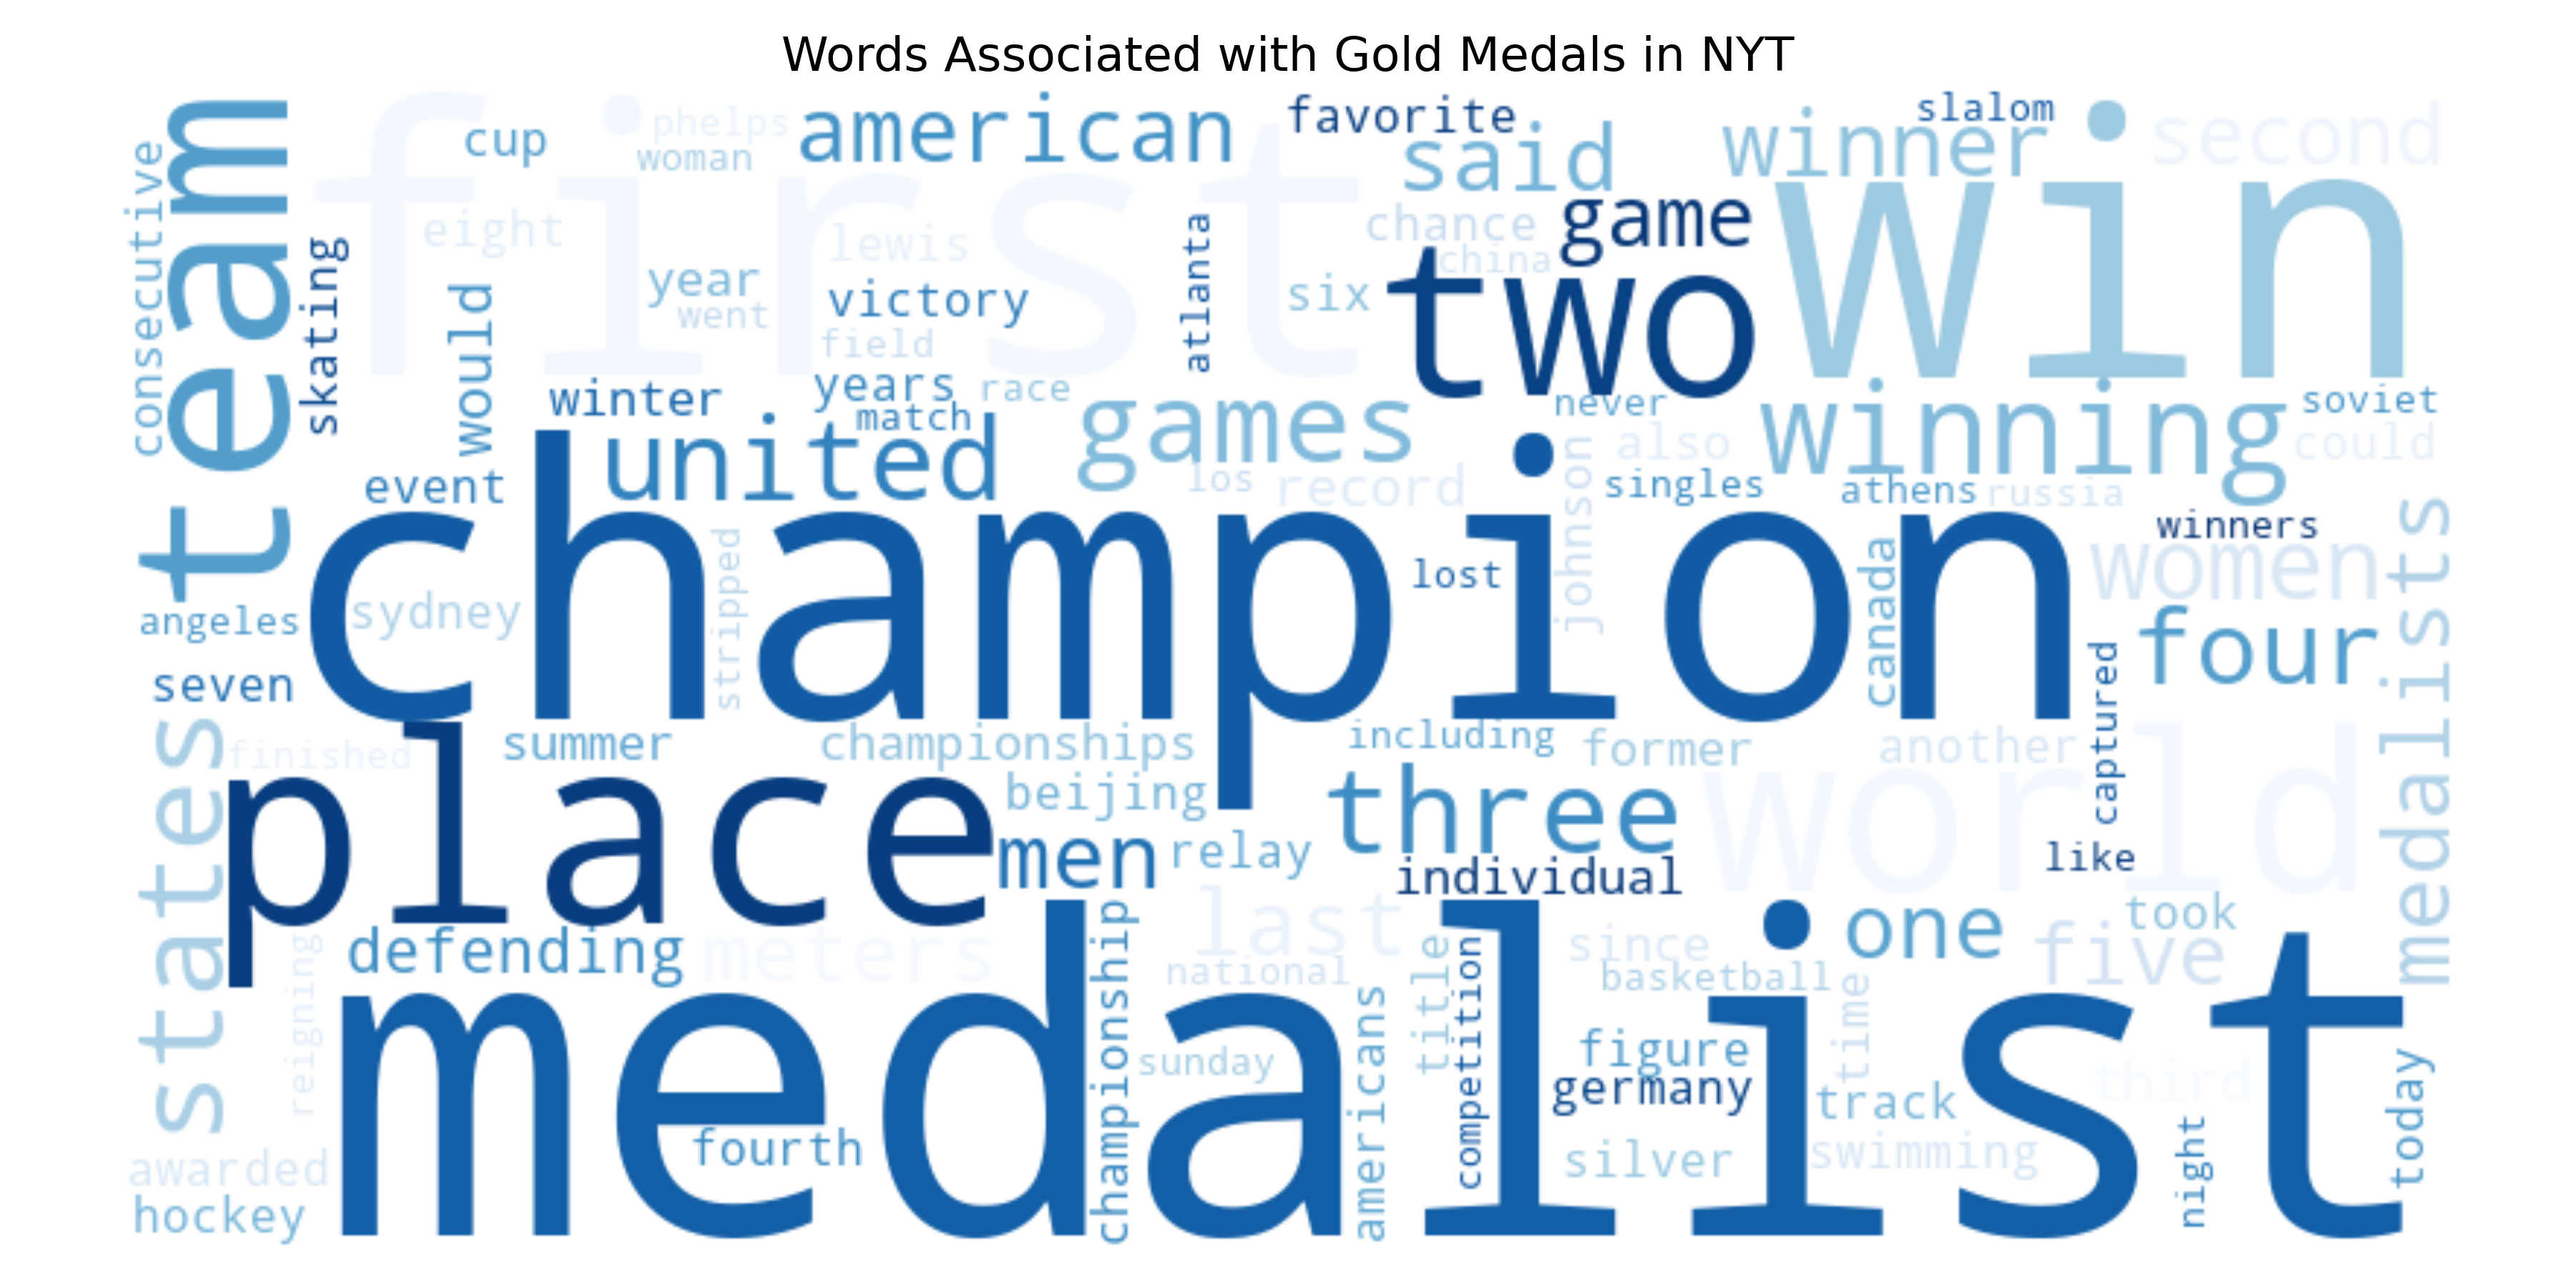 Words Associated with Gold Medals in NYT
team
consecutive
first
phelps
woman
cup
american
favorite
said
winner
slalom
second
win
skating
eight
would
year
went
lewis
victory
field
atlanta
six
chance
china
game
two
winter
years
race
match
united
games
never
winning
soviet
could
event
los
record
johnson
also
singles
athens
russia
winners
champion
lost
women
medalists
angeles
sydney
stripped
canada
four
seven
captured
states
finished
summer
championships
including
former
another
world
place
beijing
three
men
relay
individual
like
defending
meters
last
since
one
took
five
national
title
competition
basketball
time
reigning
medalist
championship
sunday
americans
figure
germany
track
third
today
fourth
silver
swimming
night
awarded
hockey